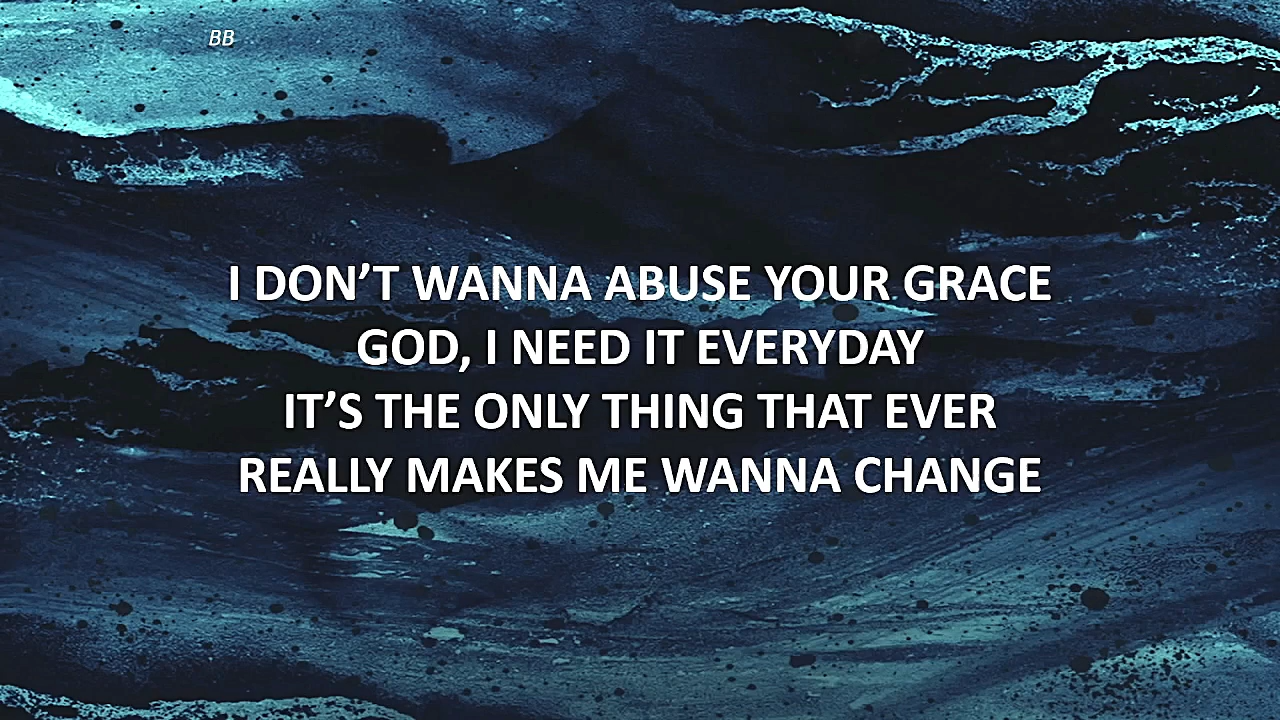 BB
I DON’T WANNA ABUSE YOUR GRACE
GOD, I NEED IT EVERYDAY
IT’S THE ONLY THING THAT EVER
REALLY MAKES ME WANNA CHANGE